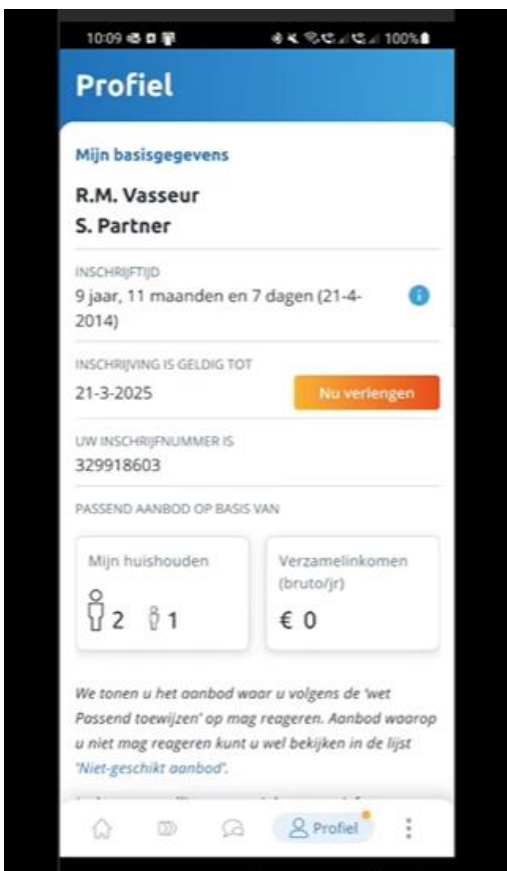 10:09 100%
Profiel
Mijn basisgegevens
R.M. Vasseur
S. Partner
INSCHRIJFTIJD
9 jaar, 11 maanden en 7 dagen (21-4-
2014)
INSCHRIJVING IS GELDIG TOT
21-3-2025
Nu verlengen
UW INSCHRIJFNUMMER IS
329918603
PASSEND AANBOD OP BASIS VAN
Mijn huishouden
2 1
Verzamelinkomen
(bruto/jr)
€ 0
We tonen u het aanbod waar u volgens de 'wet
Passend toewijzen' op mag reageren. Aanbod waarop
u niet mag reageren kunt u wel bekijken in de lijst
'Niet-geschikt aanbod'.
Profiel